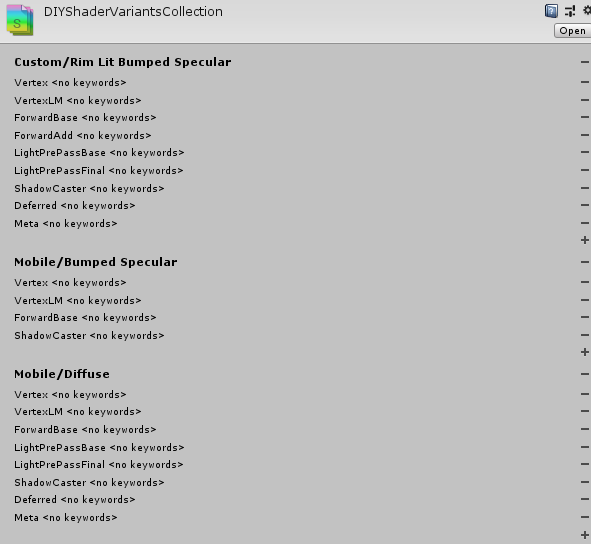 DIYShaderVariantsCollection
Open
Custom/Rim Lit Bumped Specular
Vertex <no keywords>
VertexLM <no keywords>
ForwardBase <no keywords>
ForwardAdd <no keywords>
LightPrePassBase <no keywords>
LightPrePassFinal <no keywords>
ShadowCaster <no keywords>
Deferred <no keywords>
Meta <no keywords>
Mobile/Bumped Specular
Vertex <no keywords>
VertexLM <no keywords>
ForwardBase <no keywords>
ShadowCaster <no keywords>
Mobile/Diffuse
Vertex <no keywords>
VertexLM <no keywords>
ForwardBase <no keywords>
LightPrePassBase <no keywords>
LightPrePassFinal <no keywords>
ShadowCaster <no keywords>
Deferred <no keywords>
Meta <no keywords>